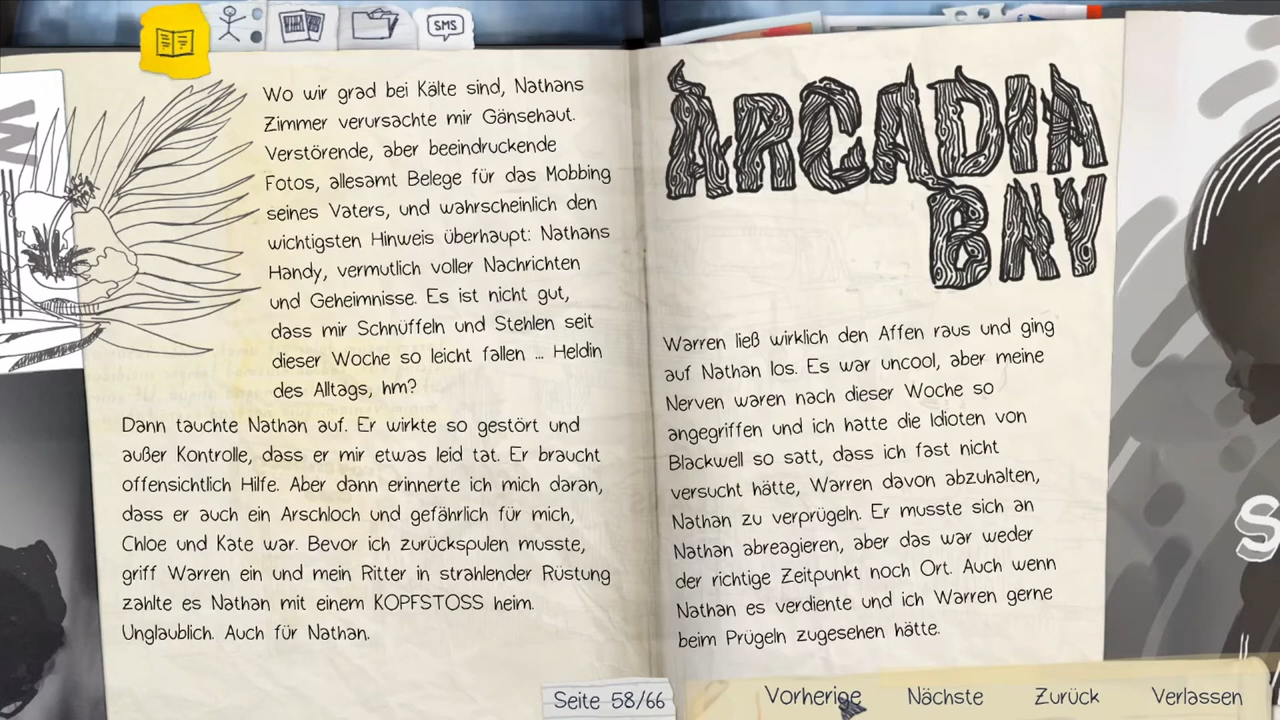 SMS
Wo wir grad bei Kälte sind, Nathans
Zimmer verursachte mir Gänsehaut.
Verstörende, aber beeindruckende
Fotos, allesamt Belege für das Mobbing
seines Vaters, und wahrscheinlich den
wichtigsten Hinweis überhaupt: Nathans
Handy, vermutlich voller Nachrichten
und Geheimnisse. Es ist nicht gut,
dass mir Schnüffeln und Stehlen seit
dieser Woche so leicht fallen ... Heldin
des Alltags, hm?
Dann tauchte Nathan auf. Er wirkte so gestört und
außer Kontrolle, dass er mir etwas leid tat. Er braucht
offensichtlich Hilfe. Aber dann erinnerte ich mich daran,
dass er auch ein Arschloch und gefährlich für mich,
Chloe und Kate war. Bevor ich zurückspulen musste,
griff Warren ein und mein Ritter in strahlender Rüstung
zahlte es Nathan mit einem KOPFSTOSS heim.
Unglaublich. Auch für Nathan.
ARCADIA
BAY
Warren ließ wirklich den Affen raus und ging
auf Nathan los. Es war uncool, aber meine
Nerven waren nach dieser Woche so
angegriffen und ich hatte die Idioten von
Blackwell so satt, dass ich fast nicht
versucht hätte, Warren davon abzuhalten,
Nathan zu verprügeln. Er musste sich an
Nathan abreagieren, aber das war weder
der richtige Zeitpunkt noch Ort. Auch wenn
Nathan es verdiente und ich Warren gerne
beim Prügeln zugesehen hätte.
Seite 58/66
Vorherige Nächste Zurück Verlassen